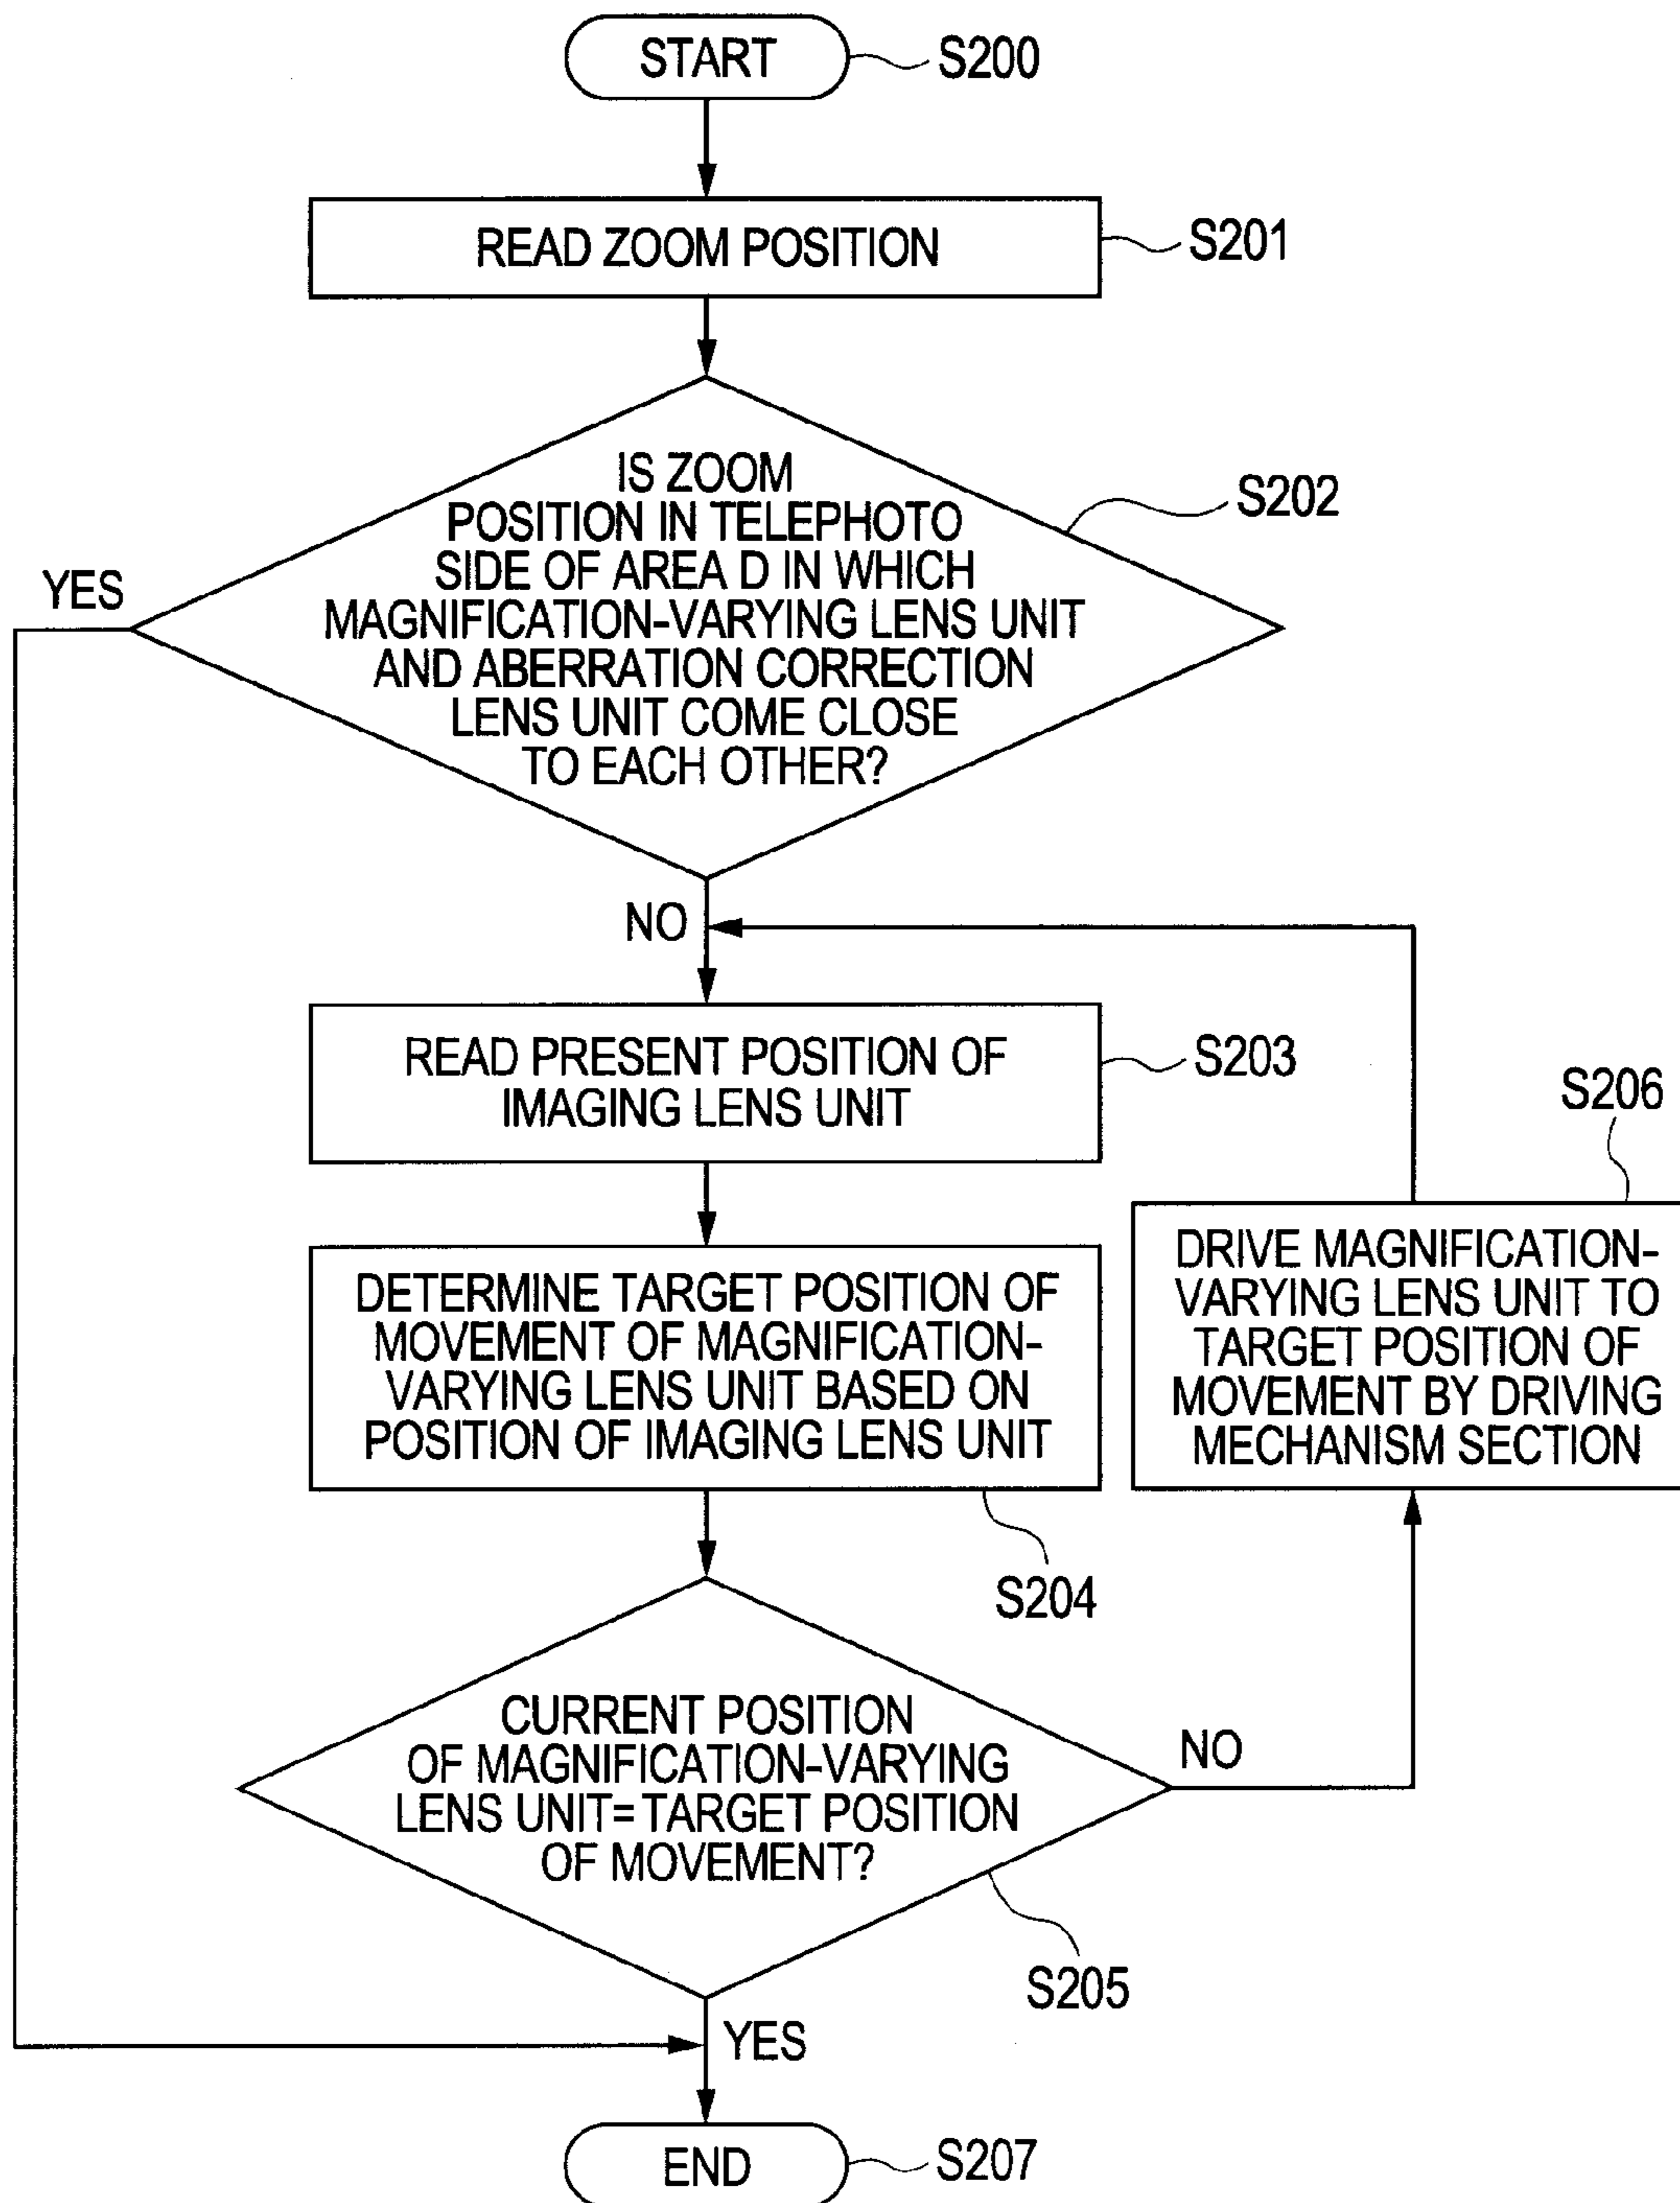 START
S200
READ ZOOM POSITION
S201
IS ZOOM
POSITION IN TELEPHOTO
SIDE OF AREA D IN WHICH
MAGNIFICATION-VARYING LENS UNIT
AND ABERRATION CORRECTION
LENS UNIT COME CLOSE
TO EACH OTHER?
S202
YES
NO
READ PRESENT POSITION OF
IMAGING LENS UNIT
S203
DETERMINE TARGET POSITION OF
MOVEMENT OF MAGNIFICATION-
VARYING LENS UNIT BASED ON
POSITION OF IMAGING LENS UNIT
S204
S206
DRIVE MAGNIFICATION-
VARYING LENS UNIT TO
TARGET POSITION OF
MOVEMENT BY DRIVING
MECHANISM SECTION
CURRENT POSITION
OF MAGNIFICATION-VARYING
LENS UNIT=TARGET POSITION
OF MOVEMENT?
NO
S205
YES
END
S207